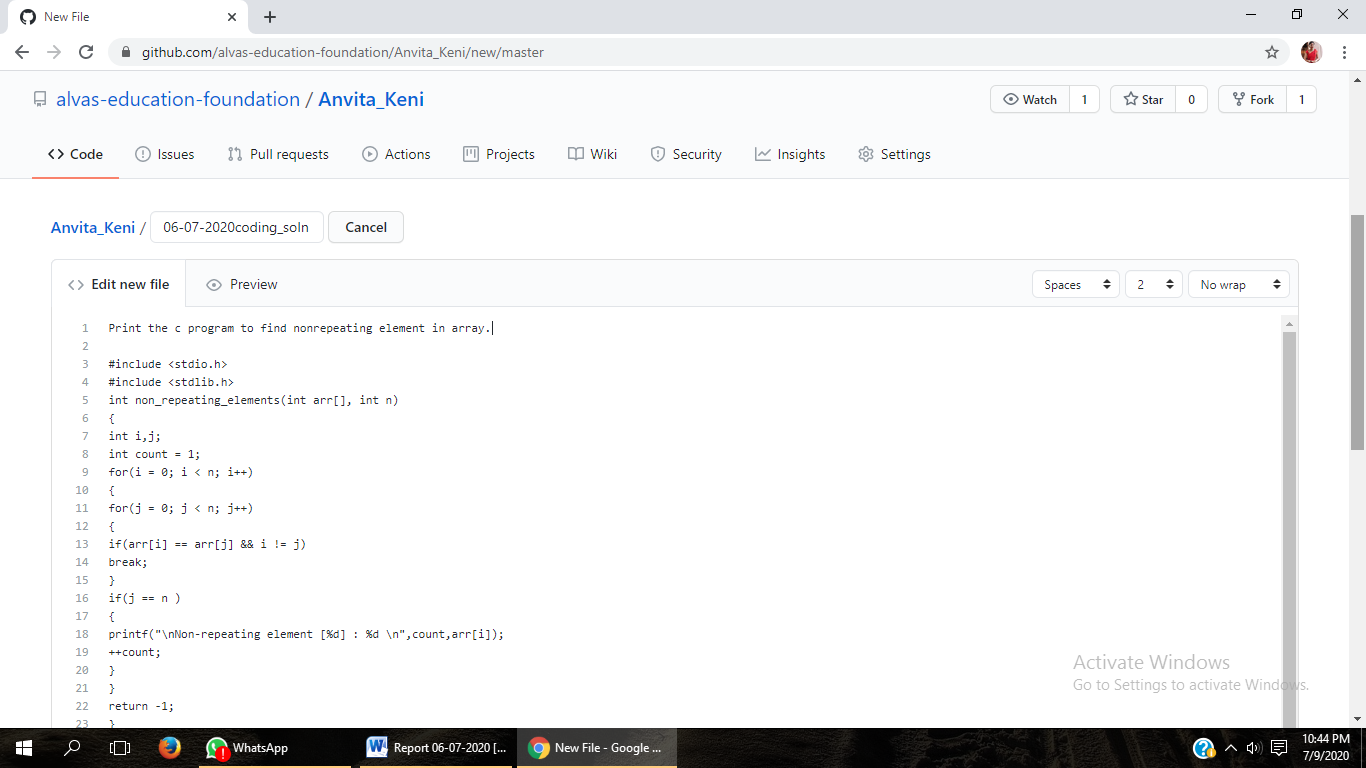 New File
github.com/alvas-education-foundation/Anvita_Keni/new/master
alvas-education-foundation / Anvita_Keni
Watch 1
Star 0
Fork 1
Code
Issues
Pull requests
Actions
Projects
Wiki
Security
Insights
Settings
Anvita_Keni / 06-07-2020coding_soln Cancel
Edit new file
Preview
Spaces
2
No wrap
1 Print the c program to find nonrepeating element in array.
2
3 #include <stdio.h>
4 #include <stdlib.h>
5 int non_repeating_elements(int arr[], int n)
6 {
7 int i,j;
8 int count = 1;
9 for(i = 0; i < n; i++)
10 {
11 for(j = 0; j < n; j++)
12 {
13 if(arr[i] == arr[j] && i != j)
14 break;
15 }
16 if(j == n )
17 {
18 printf("\nNon-repeating element [%d] : %d \n",count,arr[i]);
19 ++count;
20 }
21 }
22 return -1;
23 }
Activate Windows
Go to Settings to activate Windows.
WhatsApp
Report 06-07-2020 [...
New File - Google ...
10:44 PM
7/9/2020